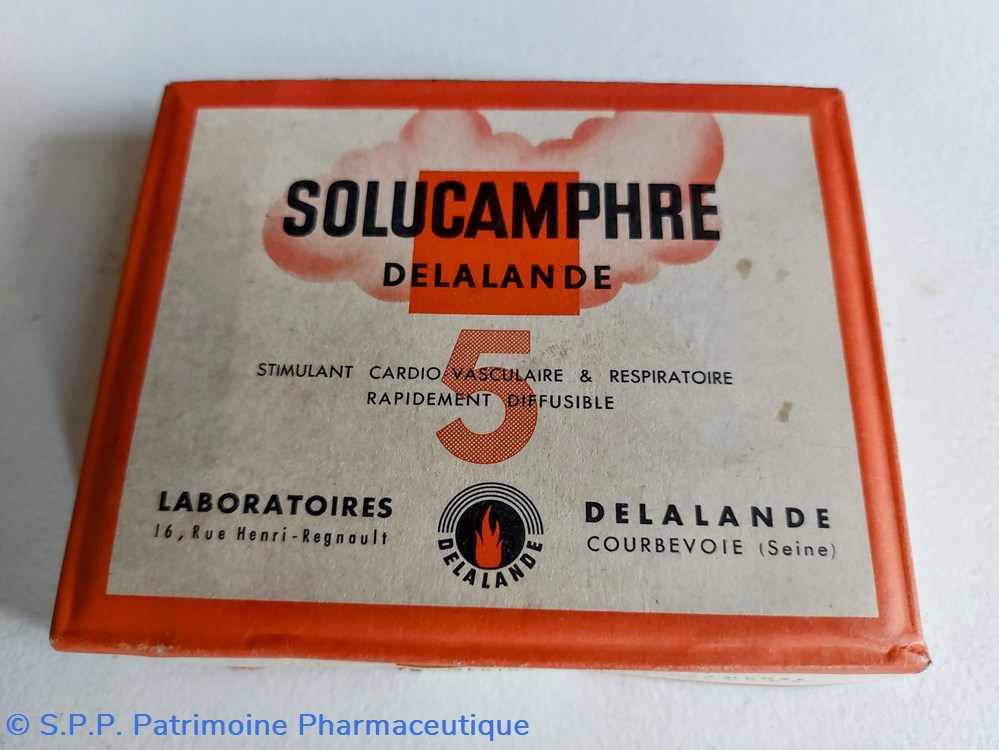 SOLUCAMPHRE
DELALANDE
5
STIMULANT CARDIO-VASCULAIRE & RESPIRATOIRE
RAPIDEMENT DIFFUSIBLE
LABORATOIRES
16, Rue Henri-Regnault
DELALANDE
DELALANDE
COURBEVOIE (Seine)
© S.P.P. Patrimoine Pharmaceutique